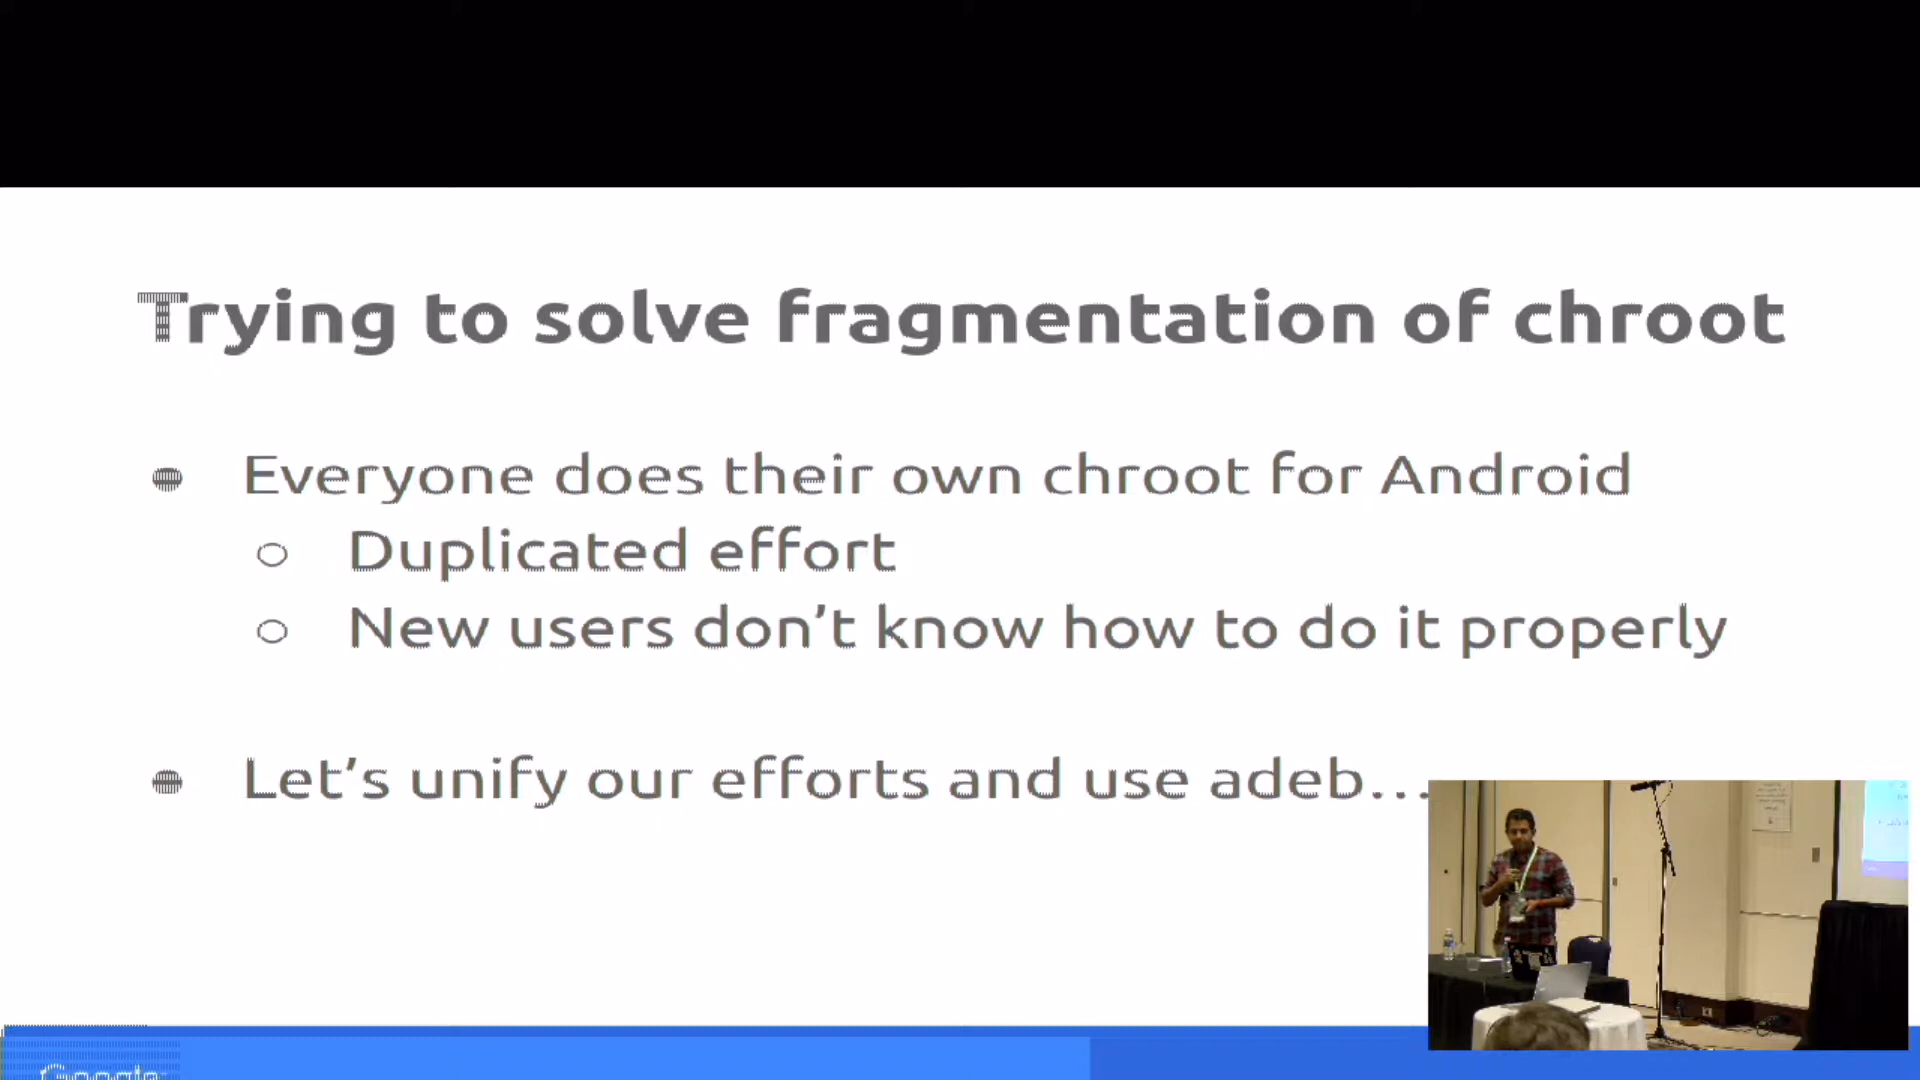 Trying to solve fragmentation of chroot
● Everyone does their own chroot for Android
○ Duplicated effort
○ New users don’t know how to do it properly
● Let’s unify our efforts and use adeb…
Google